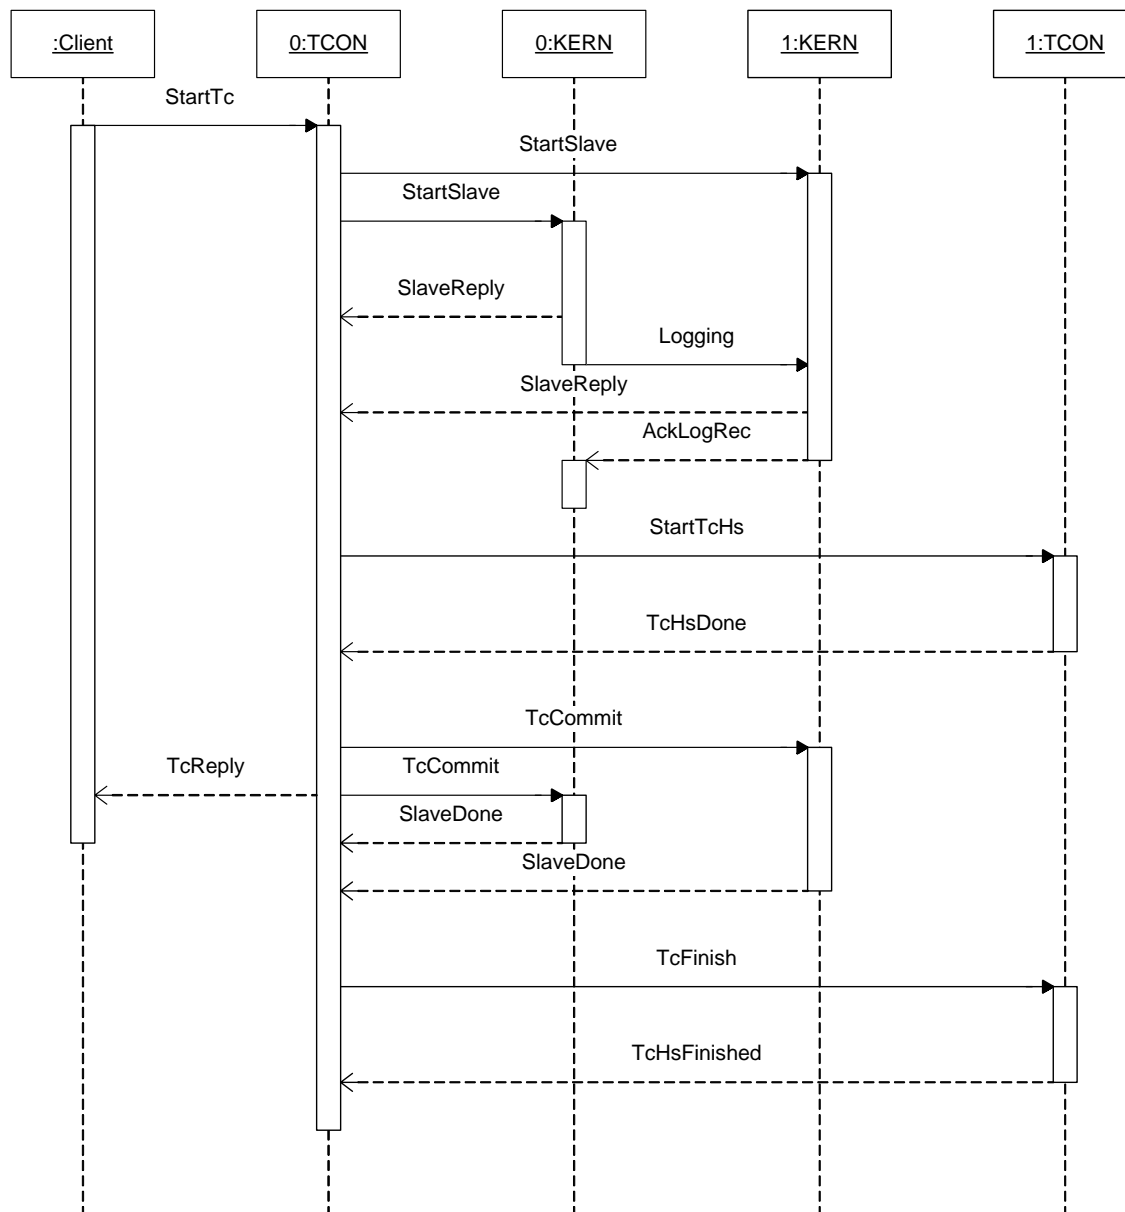 :Client
0:TCON
0:KERN
1:KERN
1:TCON
StartTc
StartSlave
StartSlave
SlaveReply
Logging
SlaveReply
AckLogRec
StartTcHs
TcHsDone
TcCommit
TcReply
TcCommit
SlaveDone
SlaveDone
TcFinish
TcHsFinished